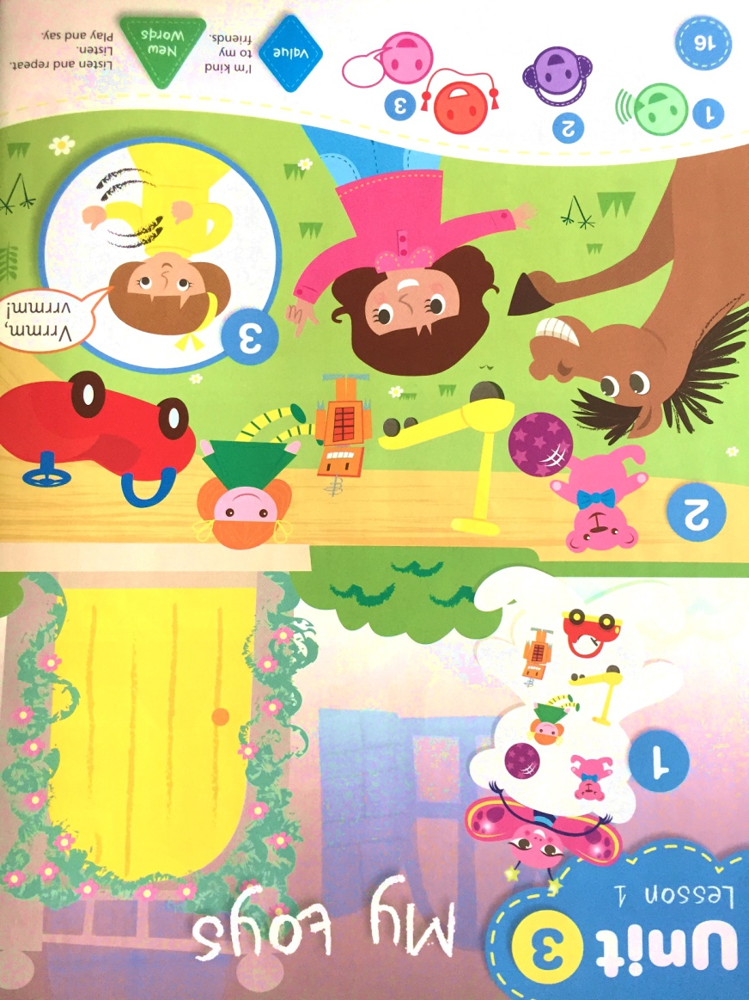 Unit 3
Lesson 1
My toys
1
2
3
Vrrmm,
vrrmm!
1
2
3
16
Value
I'm kind
to my
friends.
New
Words
Listen and repeat.
Listen.
Play and say.